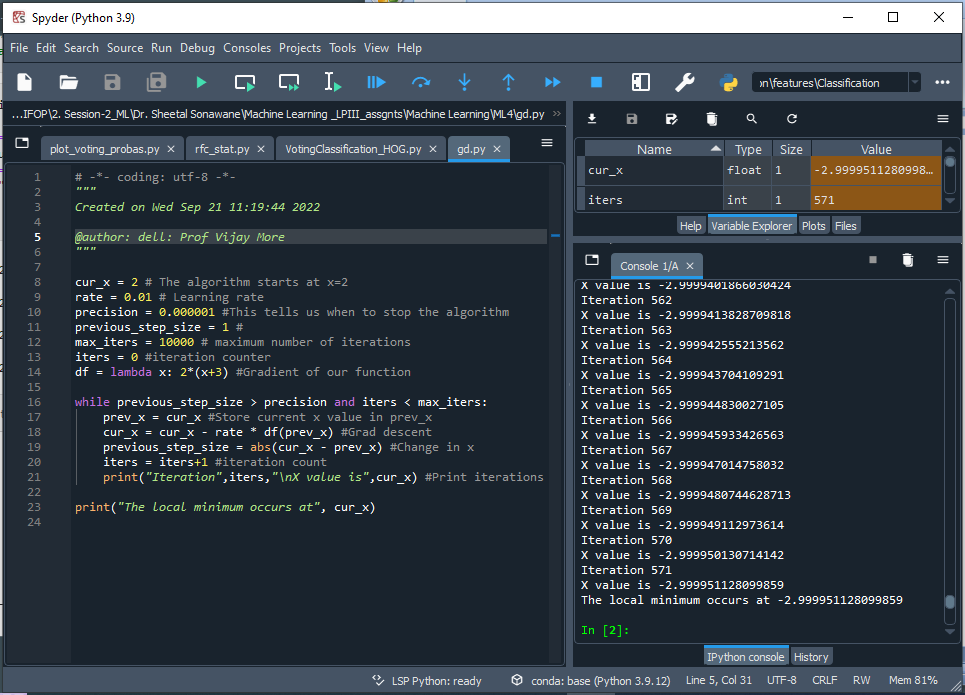 Spyder (Python 3.9)
File Edit Search Source Run Debug Consoles Projects Tools View Help
ɔn\features\Classification
...IFOP\2. Session-2_ML\Dr. Sheetal Sonawane\Machine Learning _LPIII_assgnts\Machine Learning\ML4\gd.py
plot_voting_probas.py rfc_stat.py VotingClassification_HOG.py gd.py
1 # -*- coding: utf-8 -*-
2 """
3 Created on Wed Sep 21 11:19:44 2022
4
5 @author: dell: Prof Vijay More
6 """
7
8 cur_x = 2 # The algorithm starts at x=2
9 rate = 0.01 # Learning rate
10 precision = 0.000001 #This tells us when to stop the algorithm
11 previous_step_size = 1 #
12 max_iters = 10000 # maximum number of iterations
13 iters = 0 #iteration counter
14 df = lambda x: 2*(x+3) #Gradient of our function
15
16 while previous_step_size > precision and iters < max_iters:
17 prev_x = cur_x #Store current x value in prev_x
18 cur_x = cur_x - rate * df(prev_x) #Grad descent
19 previous_step_size = abs(cur_x - prev_x) #Change in x
20 iters = iters+1 #iteration count
21 print("Iteration",iters,"\nX value is",cur_x) #Print iterations
22
23 print("The local minimum occurs at", cur_x)
24
Name Type Size Value
cur_x float 1 -2.9999511280998...
iters int 1 571
Help Variable Explorer Plots Files
Console 1/A
X value is -2.9999401866030424
Iteration 562
X value is -2.9999413828709818
Iteration 563
X value is -2.999942555213562
Iteration 564
X value is -2.999943704109291
Iteration 565
X value is -2.999944830027105
Iteration 566
X value is -2.999945933426563
Iteration 567
X value is -2.999947014758032
Iteration 568
X value is -2.9999480744628713
Iteration 569
X value is -2.999949112973614
Iteration 570
X value is -2.999950130714142
Iteration 571
X value is -2.999951128099859
The local minimum occurs at -2.999951128099859
In [2]:
IPython console History
LSP Python: ready conda: base (Python 3.9.12) Line 5, Col 31 UTF-8 CRLF RW Mem 81%